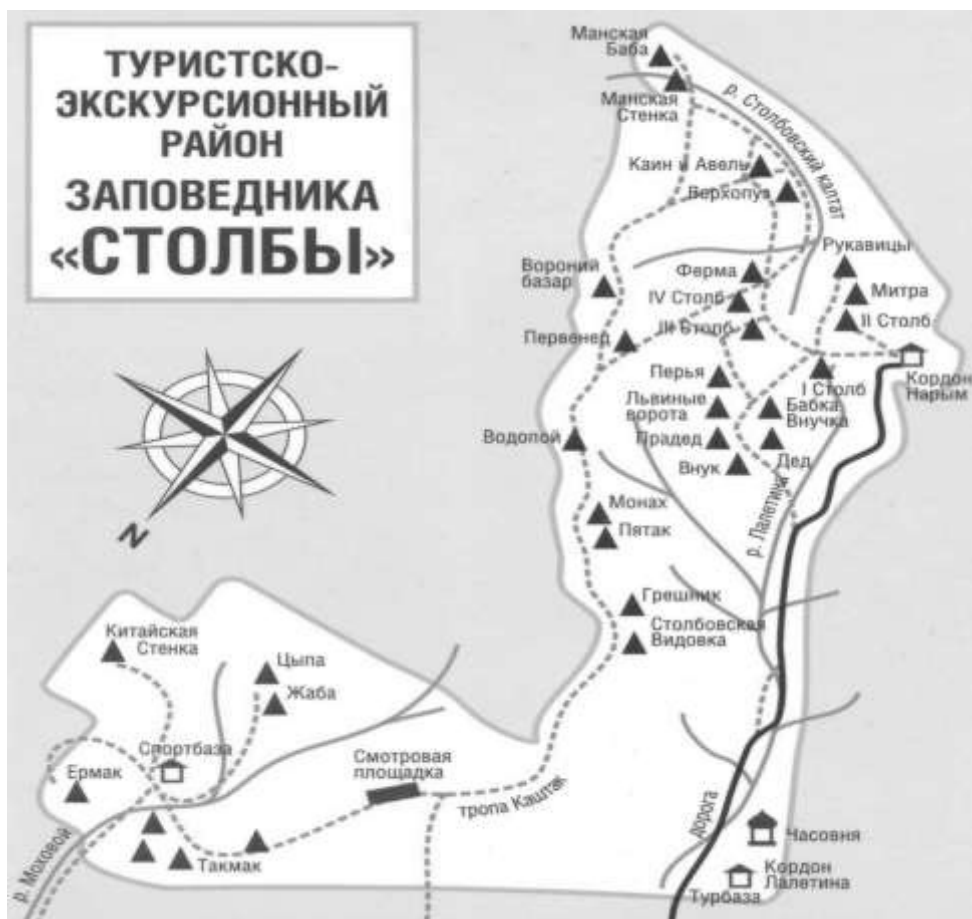 ТУРИСТСКО-
ЭКСКУРСИОННЫЙ
РАЙОН
ЗАПОВЕДНИКА
«СТОЛБЫ»
Манская
Баба
Манская
Стенка
р. Столбовский калтат
Каин и Авель
Верхопуз
Рукавицы
Вороний
базар
Ферма
Митра
IV Столб
II Столб
Первенец
III Столб
Кордон
Нарым
Перья
I Столб
Львиные
ворота
Бабка
Внучка
Водопой
Прадед
Дед
Внук
N
р. Лалетина
Монах
Пятак
Грешник
Столбовская
Видовка
Китайская
Стенка
Цыпа
Жаба
Спортбаза
Смотровая
площадка
Ермак
тропа Каштак
дорога
Часовня
р. Моховой
Такмак
Кордон
Лалетина
Турбаза